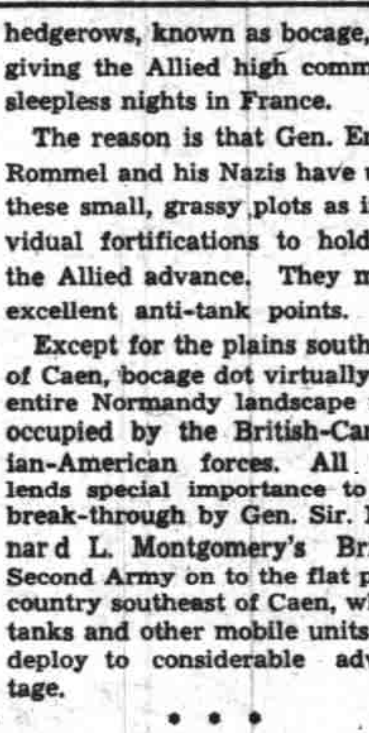 hedgerows, known as bocage,
giving the Allied high comm
sleepless nights in France.
The reason is that Gen. Er
Rommel and his Nazis have u
these small, grassy plots as i
vidual fortifications to hold
the Allied advance. They m
excellent anti-tank points.
Except for the plains south
of Caen, bocage dot virtually
entire Normandy landscape
occupied by the British-Can
ian-American forces. All
lends special importance to
break-through by Gen. Sir.
nar d L. Montgomery's Bri
Second Army on to the flat p
country southeast of Caen, wh
tanks and other mobile units
deploy to considerable adv
tage.
* * *